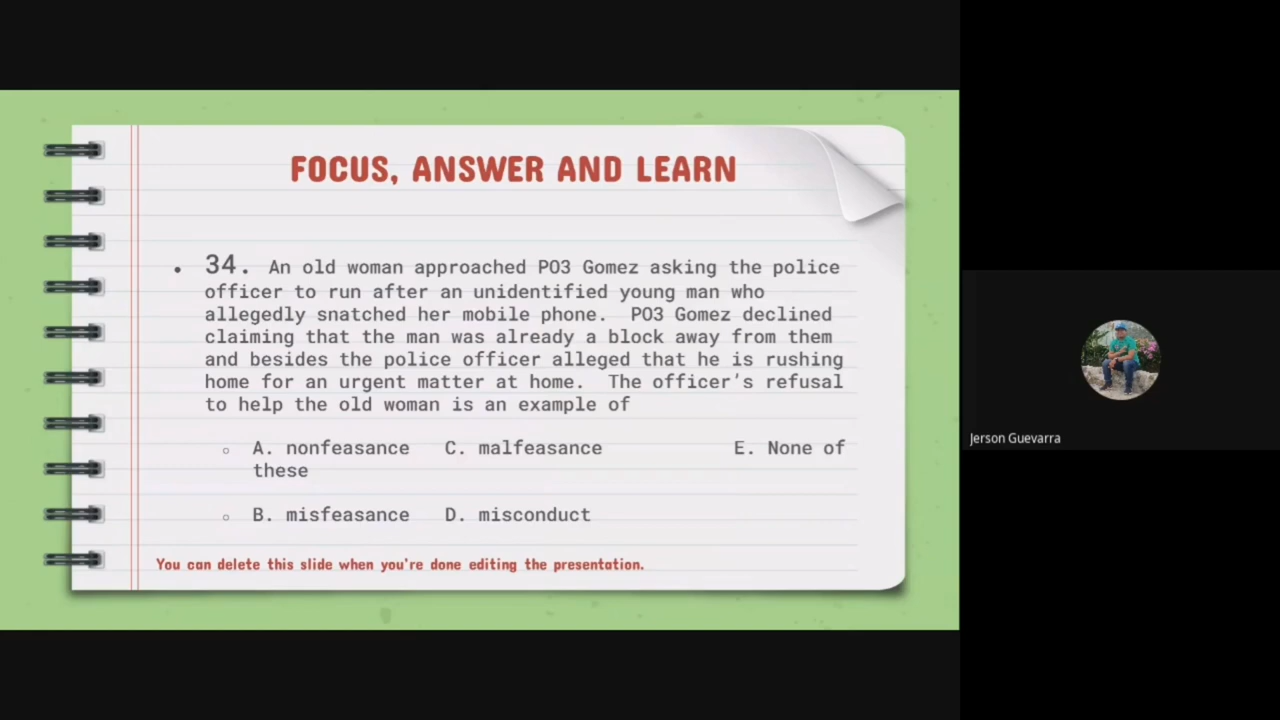 FOCUS, ANSWER AND LEARN
• 34. An old woman approached PO3 Gomez asking the police
officer to run after an unidentified young man who
allegedly snatched her mobile phone.  PO3 Gomez declined
claiming that the man was already a block away from them
and besides the police officer alleged that he is rushing
home for an urgent matter at home.  The officer's refusal
to help the old woman is an example of
○ A. nonfeasance   C. malfeasance   E. None of
these
○ B. misfeasance   D. misconduct
You can delete this slide when you're done editing the presentation.
Jerson Guevarra